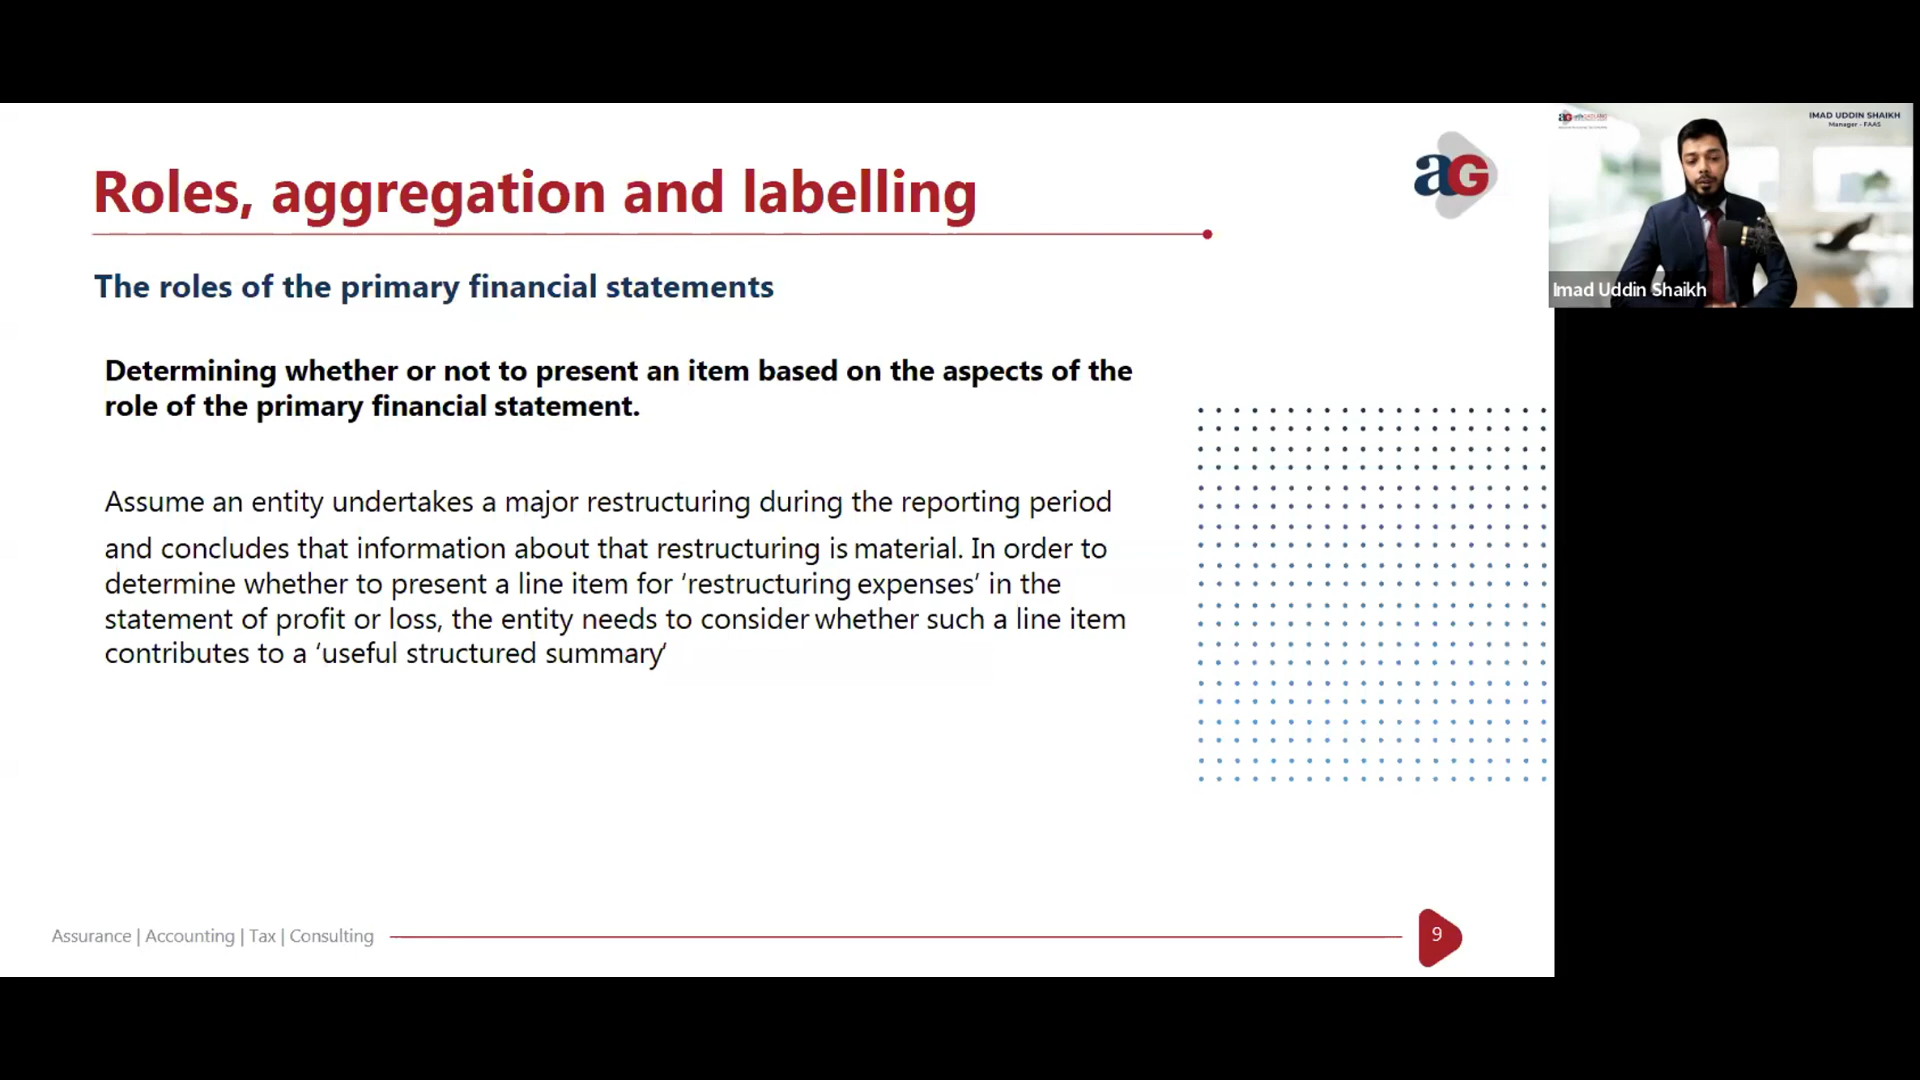 Roles, aggregation and labelling
aG
The roles of the primary financial statements
Determining whether or not to present an item based on the aspects of the
role of the primary financial statement.
Assume an entity undertakes a major restructuring during the reporting period
and concludes that information about that restructuring is material. In order to
determine whether to present a line item for ‘restructuring expenses’ in the
statement of profit or loss, the entity needs to consider whether such a line item
contributes to a ‘useful structured summary’
Assurance | Accounting | Tax | Consulting
9
IMAD UDDIN SHAIKH
Manager - FAAS
Imad Uddin Shaikh